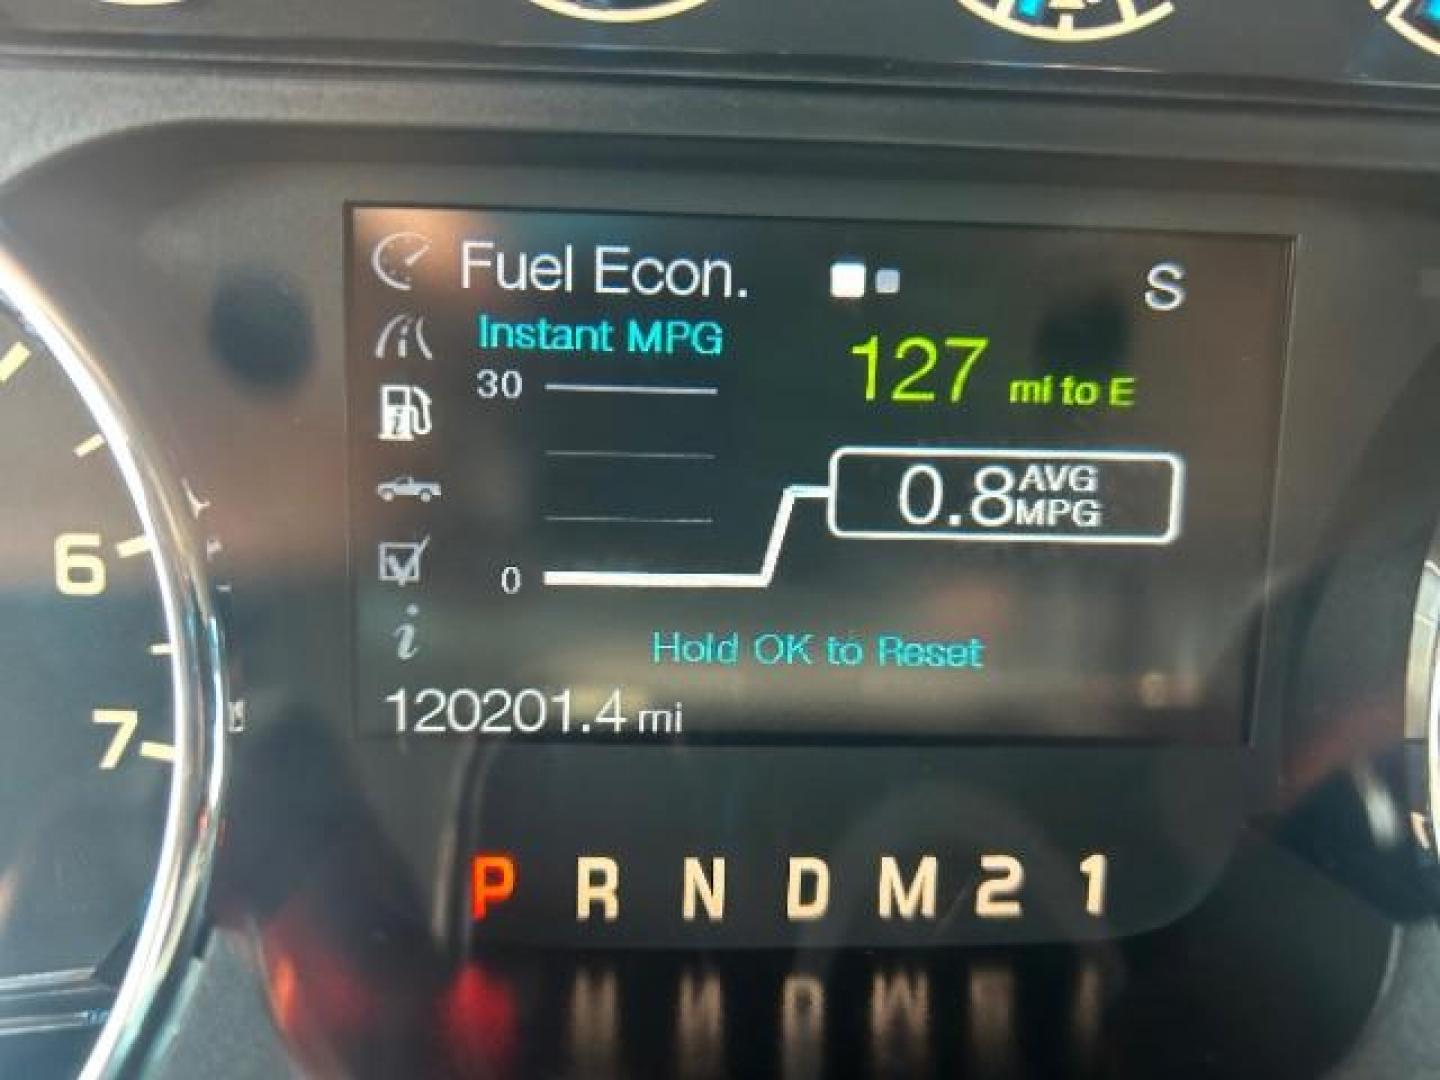 Fuel Econ.
S
Instant MPG
127 mi to E
30
0.8 AVG MPG
0
Hold OK to Reset
120201.4 mi
6
7
P R N D M 2 1